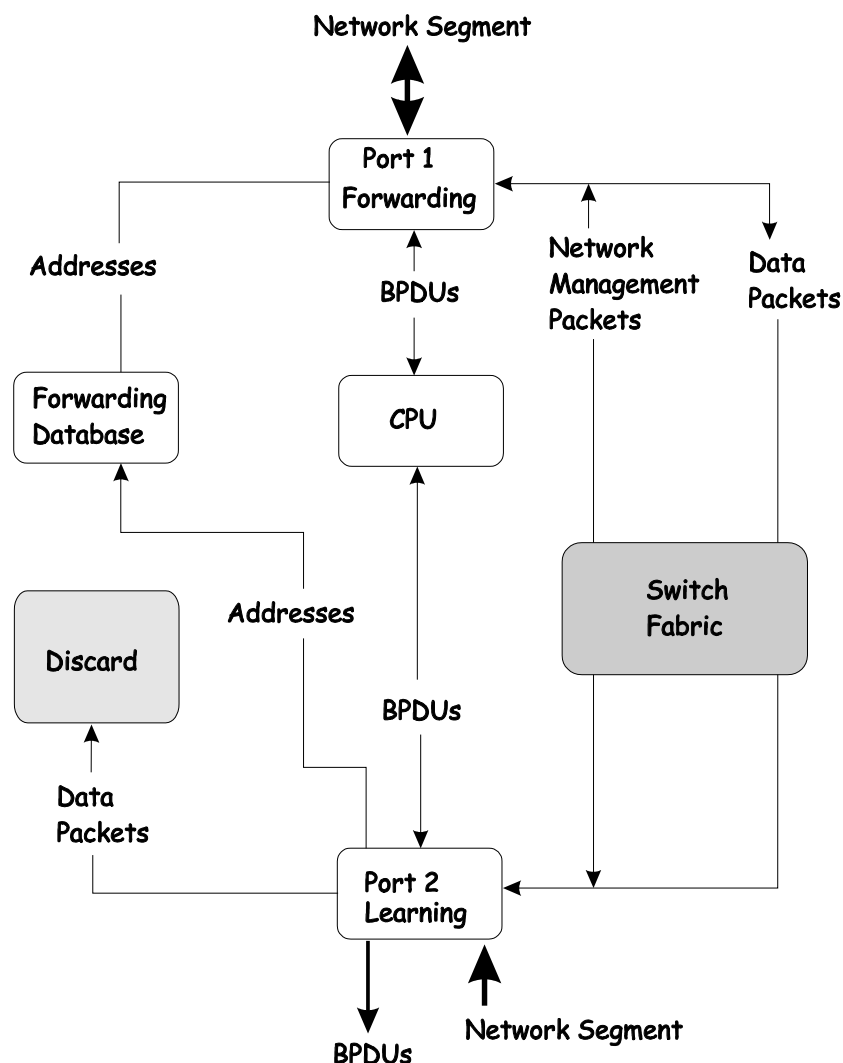 Network Segment
Port 1
Forwarding
Addresses
BPDUs
Network
Management
Packets
Data
Packets
Forwarding
Database
CPU
Switch
Fabric
Addresses
Discard
BPDUs
Data
Packets
Port 2
Learning
Network Segment
BPDUs